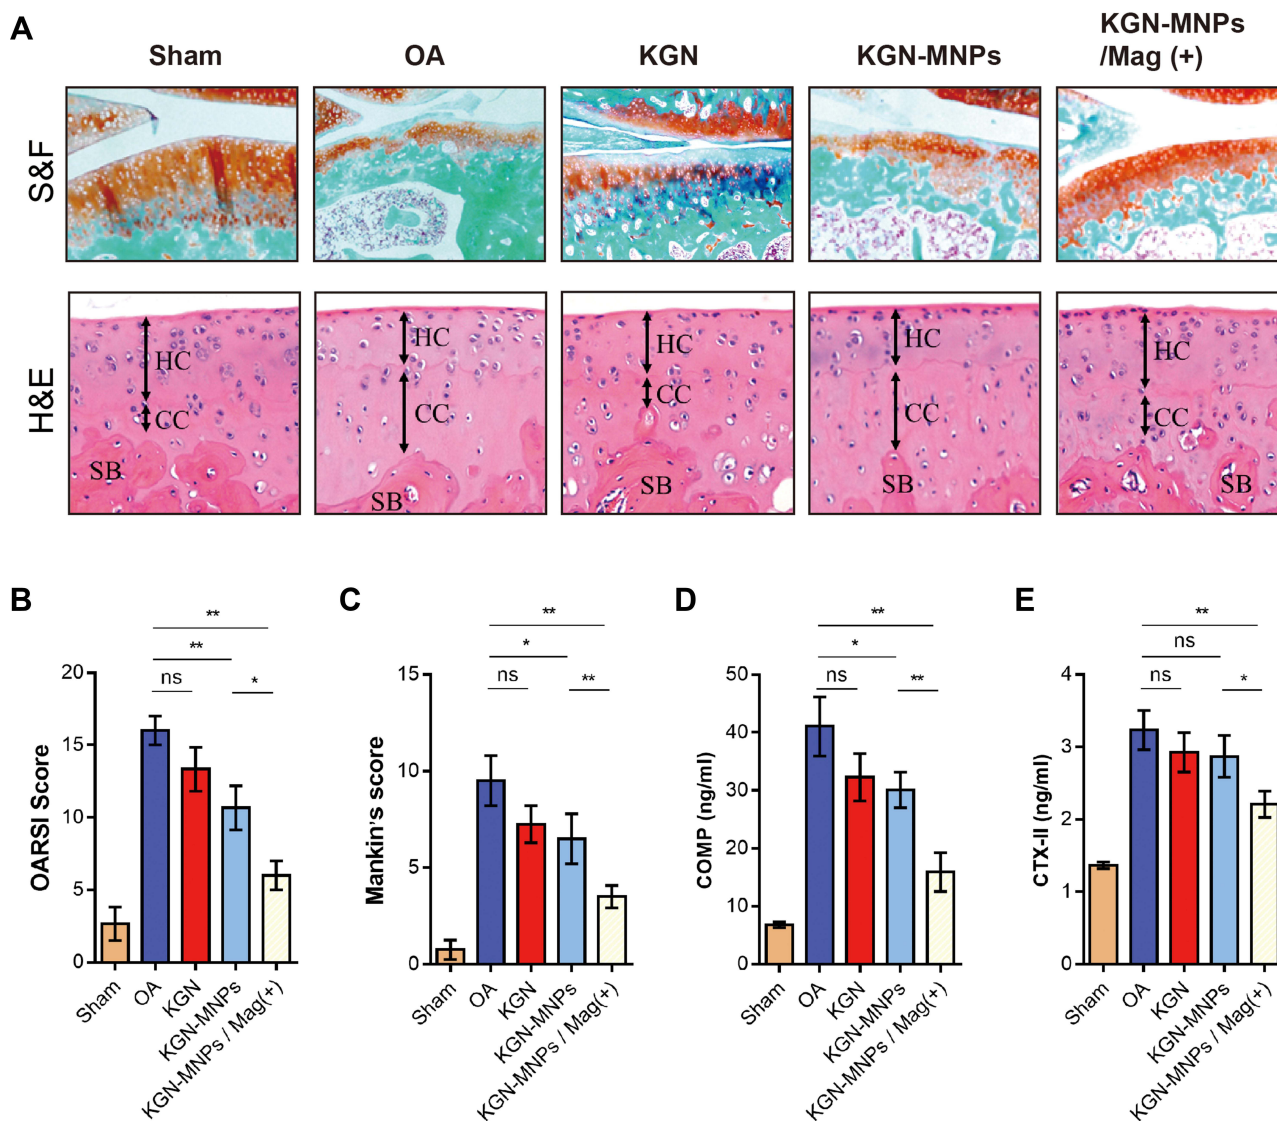 A
Sham
OA
KGN
KGN-MNPs
KGN-MNPs
/Mag (+)
S&F
H&E
HC
CC
SB
HC
CC
SB
HC
CC
SB
HC
CC
SB
HC
CC
SB
B
OARSI Score
20
15
10
5
0
**
**
ns
*
Sham
OA
KGN
KGN-MNPs
KGN-MNPs / Mag(+)
C
Mankin's score
15
10
5
0
**
*
ns
**
Sham
OA
KGN
KGN-MNPs
KGN-MNPs / Mag(+)
D
COMP (ng/ml)
50
40
30
20
10
0
**
*
ns
**
Sham
OA
KGN
KGN-MNPs
KGN-MNPs / Mag(+)
E
CTX-II (ng/ml)
4
3
2
1
0
**
ns
ns
*
Sham
OA
KGN
KGN-MNPs
KGN-MNPs / Mag(+)